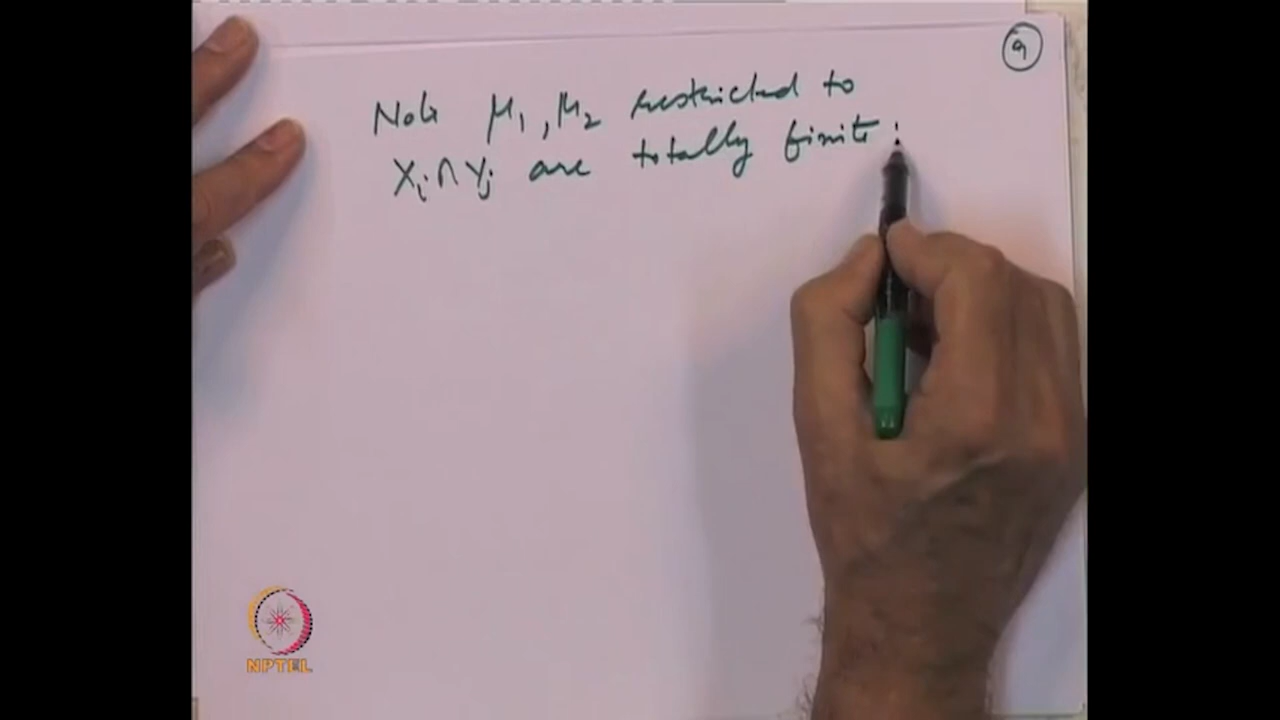 9
Note μ₁, μ₂ restricted to
Xᵢ ∩ Yⱼ are totally finite :
NPTEL